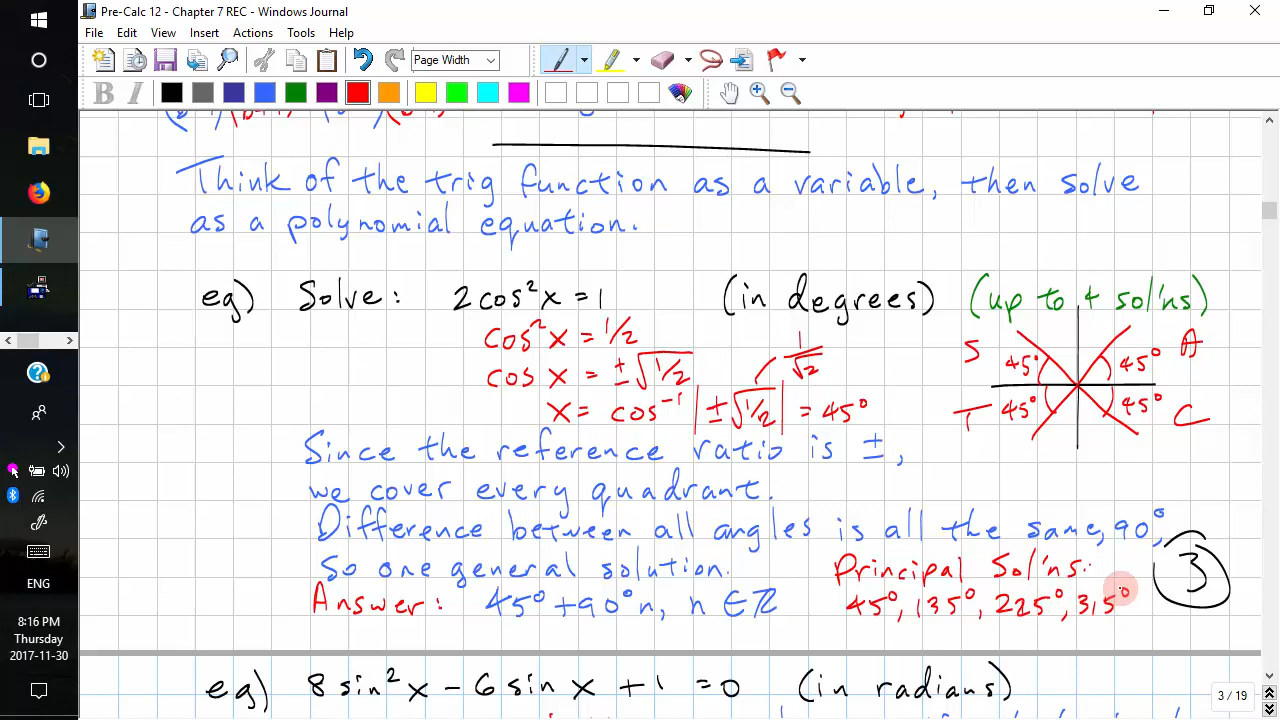 Pre-Calc 12 - Chapter 7 REC - Windows Journal
File Edit View Insert Actions Tools Help
Page Width
B I
Think of the trig function as a variable, then solve
as a polynomial equation.
eg) Solve: 2cos²x = 1 (in degrees) (up to 4 sol'ns)
cos²x = 1/2
cos x = ±√1/2 1/√2
x = cos⁻¹|±√1/2| = 45°
S A
45° 45°
45° 45°
T C
Since the reference ratio is ±,
we cover every quadrant.
Difference between all angles is all the same, 90°,
So one general solution. Principal Sol'ns:
Answer: 45° + 90°n, n ∈ ℤ 45°, 135°, 225°, 315°
3
eg) 8 sin²x - 6 sin x + 1 = 0 (in radians)
ENG
8:16 PM
Thursday
2017-11-30
3 / 19